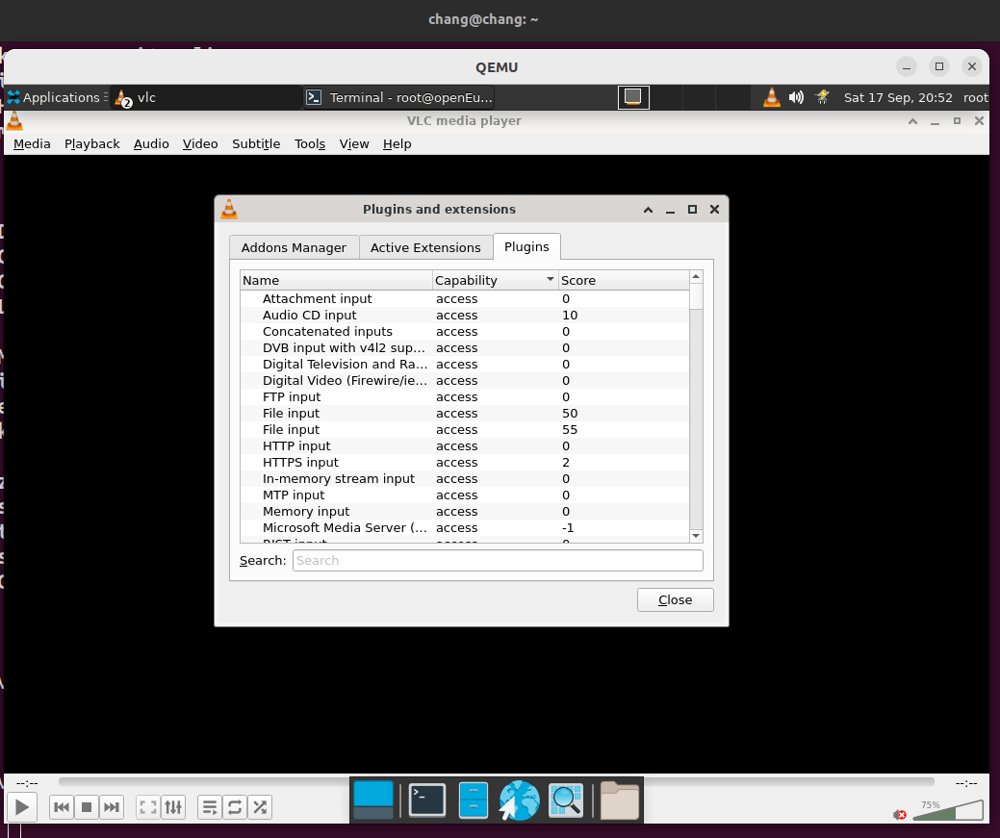 chang@chang: ~
QEMU
Applications 2 vlc Terminal - root@openEu... Sat 17 Sep, 20:52 root
VLC media player
Media Playback Audio Video Subtitle Tools View Help
Plugins and extensions
Addons Manager Active Extensions Plugins
Name Capability Score
Attachment input access 0
Audio CD input access 10
Concatenated inputs access 0
DVB input with v4l2 sup... access 0
Digital Television and Ra... access 0
Digital Video (Firewire/ie... access 0
FTP input access 0
File input access 50
File input access 55
HTTP input access 0
HTTPS input access 2
In-memory stream input access 0
MTP input access 0
Memory input access 0
Microsoft Media Server (... access -1
RIST input access 0
Search: Search
Close
--:-- --:--
75%